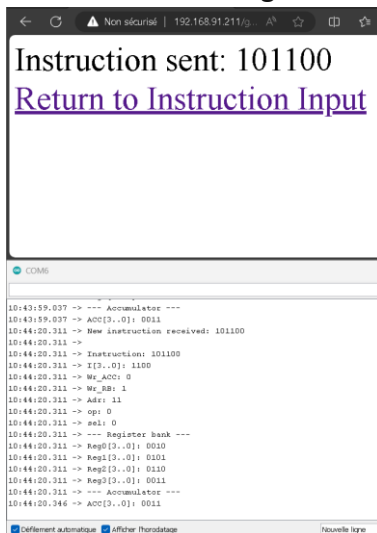 Non sécurisé | 192.168.91.211/g...
Instruction sent: 101100
Return to Instruction Input
COM6
10:43:59.037 -> --- Accumulator ---
10:43:59.037 -> ACC[3..0]: 0011
10:44:20.311 -> New instruction received: 101100
10:44:20.311 ->
10:44:20.311 -> Instruction: 101100
10:44:20.311 -> I[3..0]: 1100
10:44:20.311 -> Wr_ACC: 0
10:44:20.311 -> Wr_RB: 1
10:44:20.311 -> Adr: 11
10:44:20.311 -> op: 0
10:44:20.311 -> sel: 0
10:44:20.311 -> --- Register bank ---
10:44:20.311 -> Reg0[3..0]: 0010
10:44:20.311 -> Reg1[3..0]: 0101
10:44:20.311 -> Reg2[3..0]: 0110
10:44:20.311 -> Reg3[3..0]: 0011
10:44:20.311 -> --- Accumulator ---
10:44:20.346 -> ACC[3..0]: 0011
Défilement automatique Afficher l'horodatage Nouvelle ligne